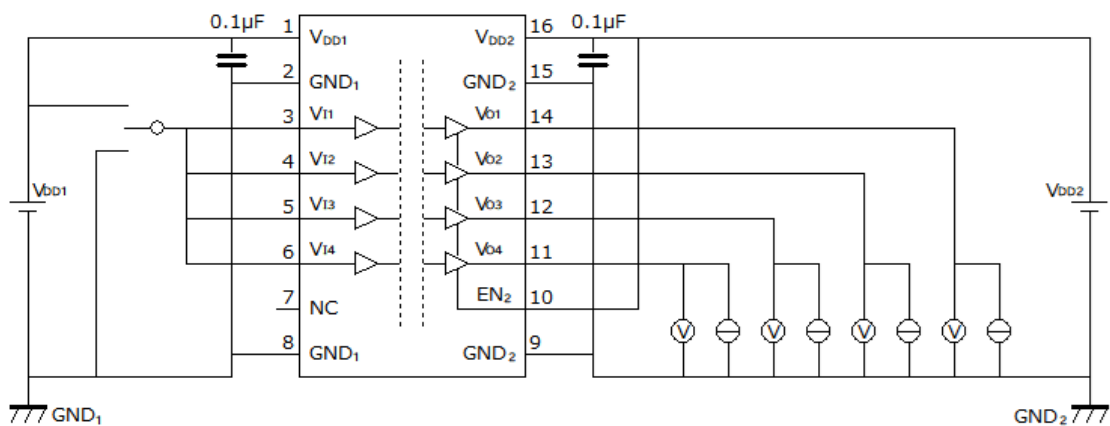 0.1µF 1 VDD1 VDD2 16 0.1µF
2 GND1 GND2 15
3 VI1 VO1 14
4 VI2 VO2 13
VDD1 VDD2
5 VI3 VO3 12
6 VI4 VO4 11
7 NC EN2 10
V V V V
8 GND1 GND2 9
GND1 GND2